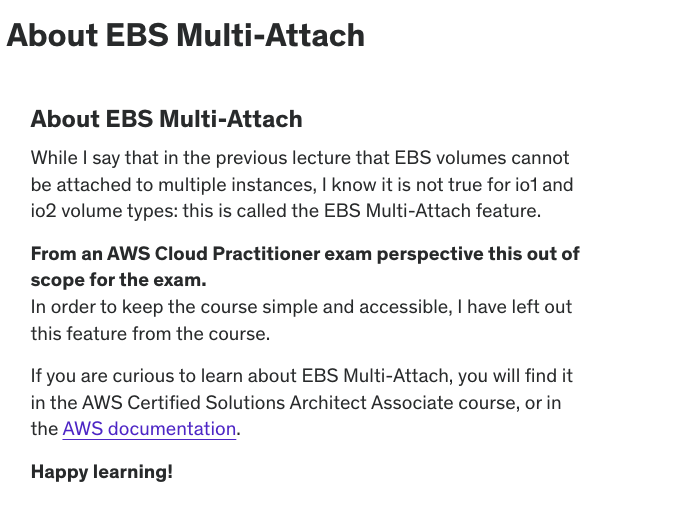 About EBS Multi-Attach
About EBS Multi-Attach
While I say that in the previous lecture that EBS volumes cannot
be attached to multiple instances, I know it is not true for io1 and
io2 volume types: this is called the EBS Multi-Attach feature.
From an AWS Cloud Practitioner exam perspective this out of
scope for the exam.
In order to keep the course simple and accessible, I have left out
this feature from the course.
If you are curious to learn about EBS Multi-Attach, you will find it
in the AWS Certified Solutions Architect Associate course, or in
the AWS documentation.
Happy learning!